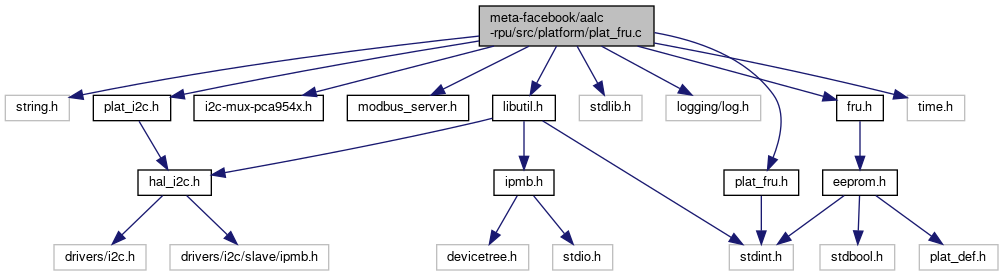 meta-facebook/aalc
-rpu/src/platform/plat_fru.c
string.h
plat_i2c.h
i2c-mux-pca954x.h
modbus_server.h
libutil.h
stdlib.h
logging/log.h
fru.h
time.h
hal_i2c.h
ipmb.h
plat_fru.h
eeprom.h
drivers/i2c.h
drivers/i2c/slave/ipmb.h
devicetree.h
stdio.h
stdint.h
stdbool.h
plat_def.h